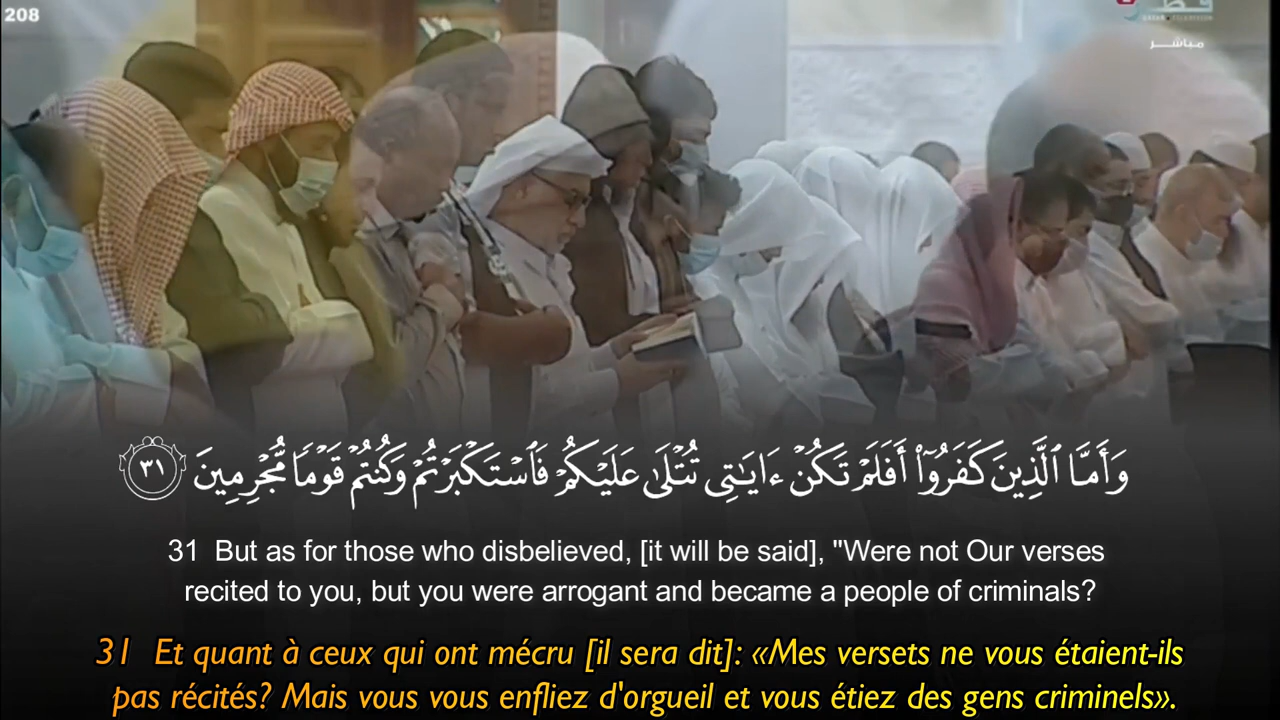 208
قطر
مباشر
وَأَمَّا ٱلَّذِينَ كَفَرُوٓا۟ أَفَلَمْ تَكُنْ ءَايَـٰتِى تُتْلَىٰ عَلَيْكُمْ فَٱسْتَكْبَرْتُمْ وَكُنتُمْ قَوْمًا مُّجْرِمِينَ ٣١
31 But as for those who disbelieved, [it will be said], "Were not Our verses
recited to you, but you were arrogant and became a people of criminals?
31 Et quant à ceux qui ont mécru [il sera dit]: «Mes versets ne vous étaient-ils
pas récités? Mais vous vous enfliez d'orgueil et vous étiez des gens criminels».